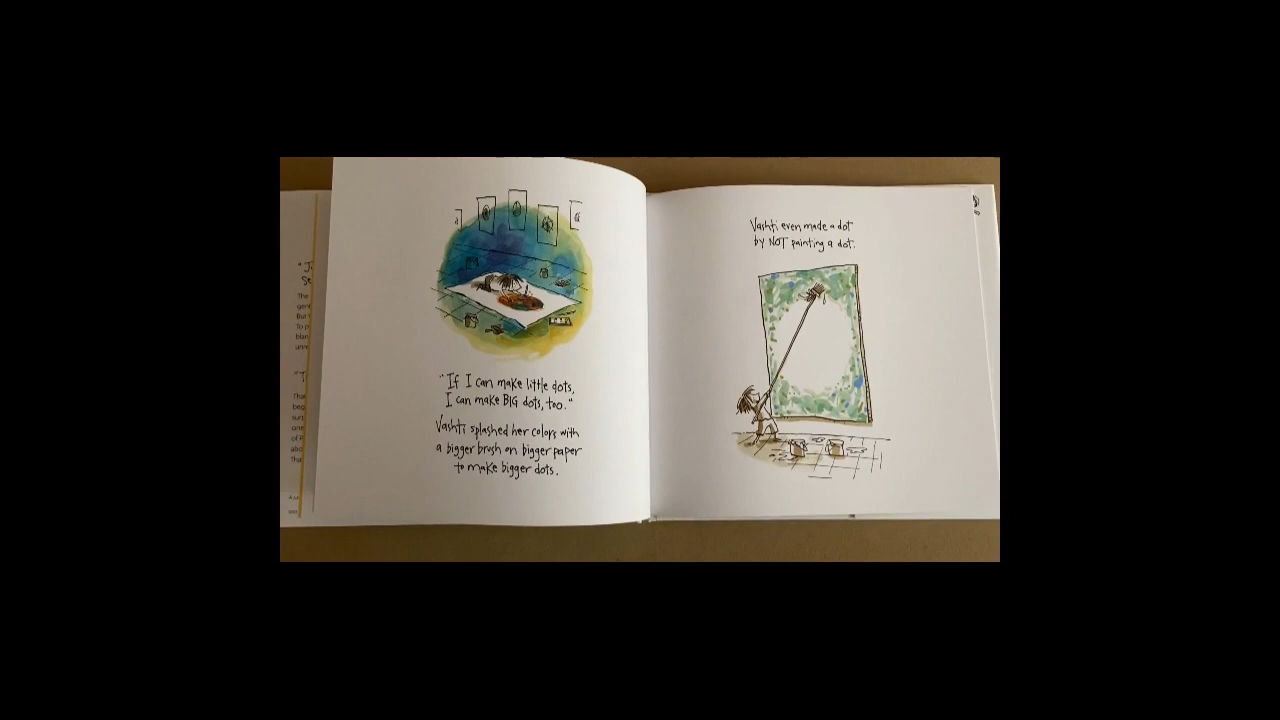 "If I can make little dots,
I can make BIG dots, too."
Vashti splashed her colors with
a bigger brush on bigger paper
to make bigger dots.
Vashti even made a dot
by NOT painting a dot.